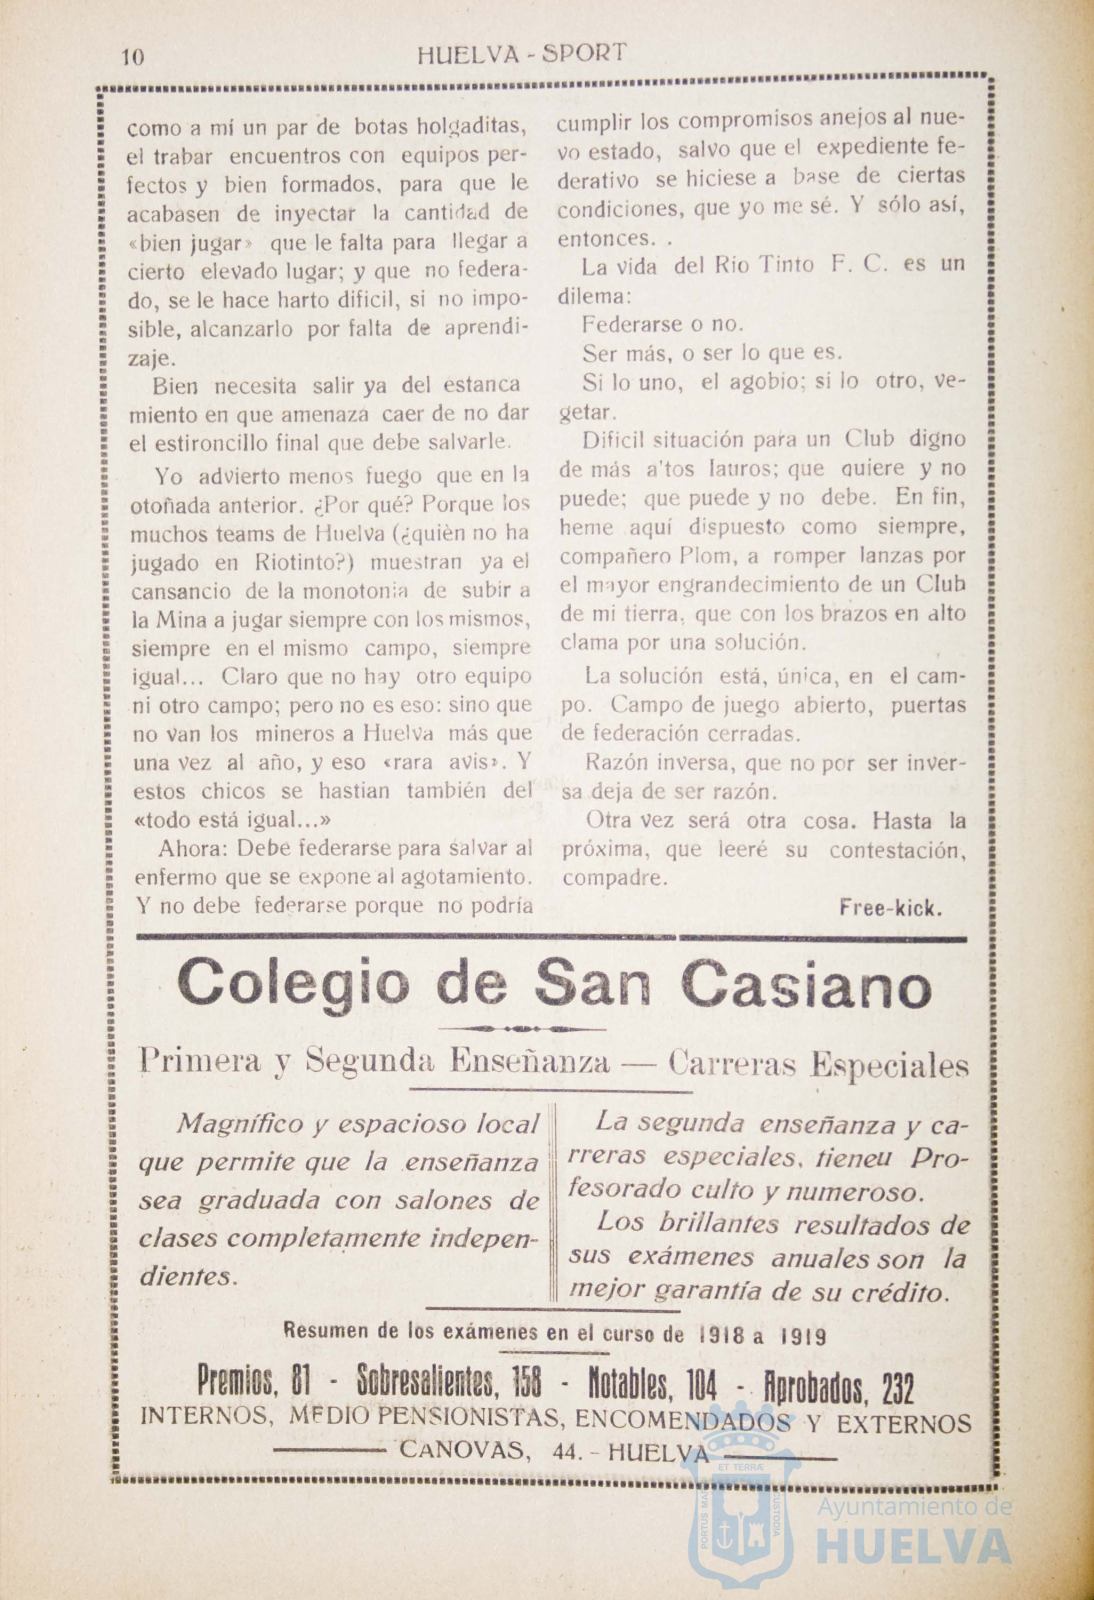 10
HUELVA - SPORT
como a mí un par de botas holgaditas,
el trabar encuentros con equipos per-
fectos y bien formados, para que le
acabasen de inyectar la cantidad de
«bien jugar» que le falta para llegar a
cierto elevado lugar; y que no federa-
do, se le hace harto dificil, si no impo-
sible, alcanzarlo por falta de aprendi-
zaje.
Bien necesita salir ya del estanca
miento en que amenaza caer de no dar
el estironcillo final que debe salvarle.
Yo advierto menos fuego que en la
otoñada anterior. ¿Por qué? Porque los
muchos teams de Huelva (¿quièn no ha
jugado en Riotinto?) muestran ya el
cansancio de la monotonia de subir a
la Mina a jugar siempre con los mismos,
siempre en el mismo campo, siempre
igual... Claro que no hay otro equipo
ni otro campo; pero no es eso: sino que
no van los mineros a Huelva más que
una vez al año, y eso «rara avis». Y
estos chicos se hastian también del
«todo está igual...»
Ahora: Debe federarse para salvar al
enfermo que se expone al agotamiento.
Y no debe federarse porque no podría
cumplir los compromisos anejos al nue-
vo estado, salvo que el expediente fe-
derativo se hiciese a base de ciertas
condiciones, que yo me sé. Y sólo así,
entonces. .
La vida del Rio Tinto F. C. es un
dilema:
Federarse o no.
Ser más, o ser lo que es.
Si lo uno, el agobio; si lo otro, ve-
getar.
Dificil situación para un Club digno
de más a'tos lauros; que quiere y no
puede; que puede y no debe. En fin,
heme aquí dispuesto como siempre,
compañero Plom, a romper lanzas por
el mayor engrandecimiento de un Club
de mi tierra, que con los brazos en alto
clama por una solución.
La solución está, única, en el cam-
po. Campo de juego abierto, puertas
de federación cerradas.
Razón inversa, que no por ser inver-
sa deja de ser razón.
Otra vez será otra cosa. Hasta la
próxima, que leeré su contestación,
compadre.
Free-kick.
Colegio de San Casiano
Primera y Segunda Enseñanza — Carreras Especiales
Magnífico y espacioso local
que permite que la enseñanza
sea graduada con salones de
clases completamente indepen-
dientes.
La segunda enseñanza y ca-
rreras especiales, tieneu Pro-
fesorado culto y numeroso.
Los brillantes resultados de
sus exámenes anuales son la
mejor garantía de su crédito.
Resumen de los exámenes en el curso de 1918 a 1919
Premios, 81 - Sobresalientes, 158 - Notables, 104 - Aprobados, 232
INTERNOS, MEDIO PENSIONISTAS, ENCOMENDADOS Y EXTERNOS
CANOVAS, 44. - HUELVA
ET TERRÆ
PORTUS MARIS
CUSTODIA
Ayuntamiento de
HUELVA